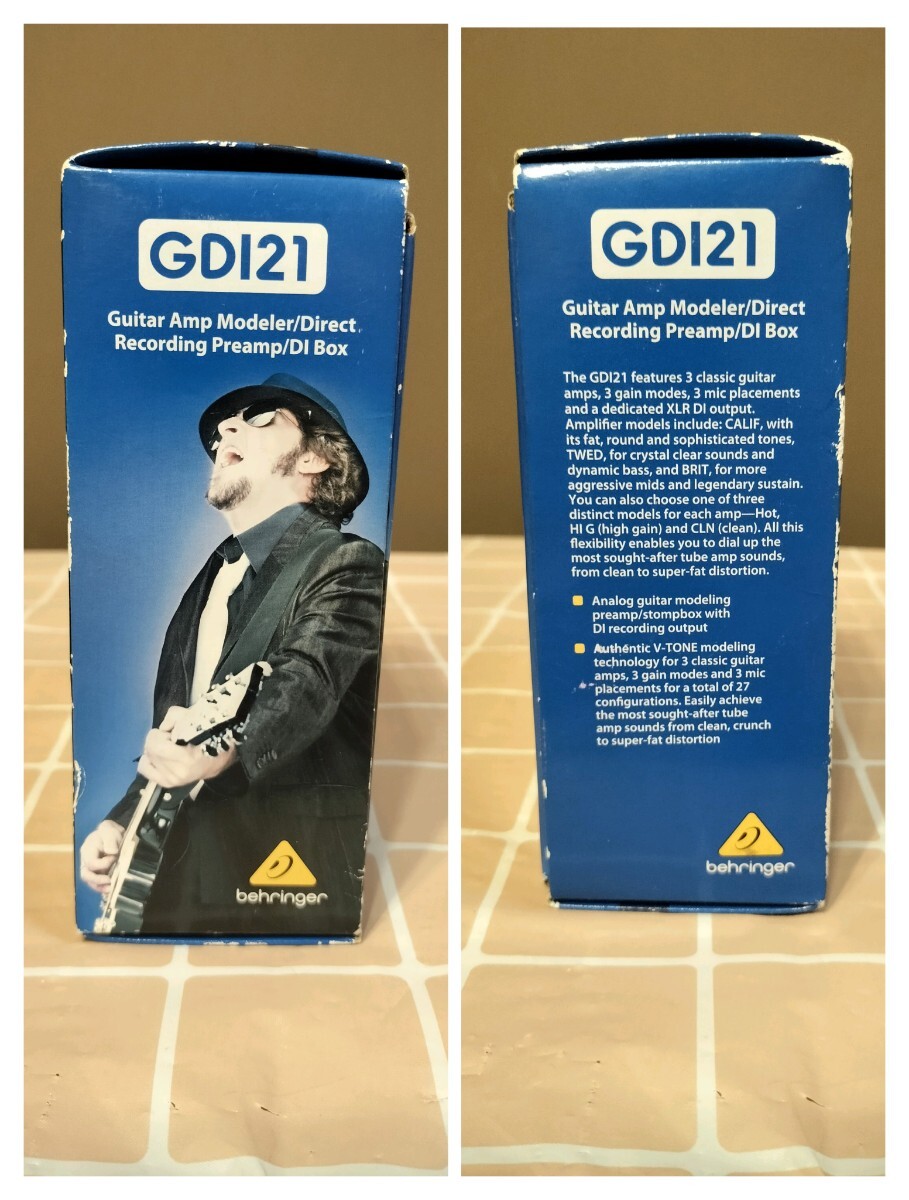 GDI21
Guitar Amp Modeler/Direct
Recording Preamp/DI Box
behringer
GDI21
Guitar Amp Modeler/Direct
Recording Preamp/DI Box
The GDI21 features 3 classic guitar
amps, 3 gain modes, 3 mic placements
and a dedicated XLR DI output.
Amplifier models include: CALIF, with
its fat, round and sophisticated tones,
TWED, for crystal clear sounds and
dynamic bass, and BRIT, for more
aggressive mids and legendary sustain.
You can also choose one of three
distinct models for each amp—Hot,
HI G (high gain) and CLN (clean). All this
flexibility enables you to dial up the
most sought-after tube amp sounds,
from clean to super-fat distortion.
Analog guitar modeling
preamp/stompbox with
DI recording output
Authentic V-TONE modeling
technology for 3 classic guitar
amps, 3 gain modes and 3 mic
placements for a total of 27
configurations. Easily achieve
the most sought-after tube
amp sounds from clean, crunch
to super-fat distortion
behringer